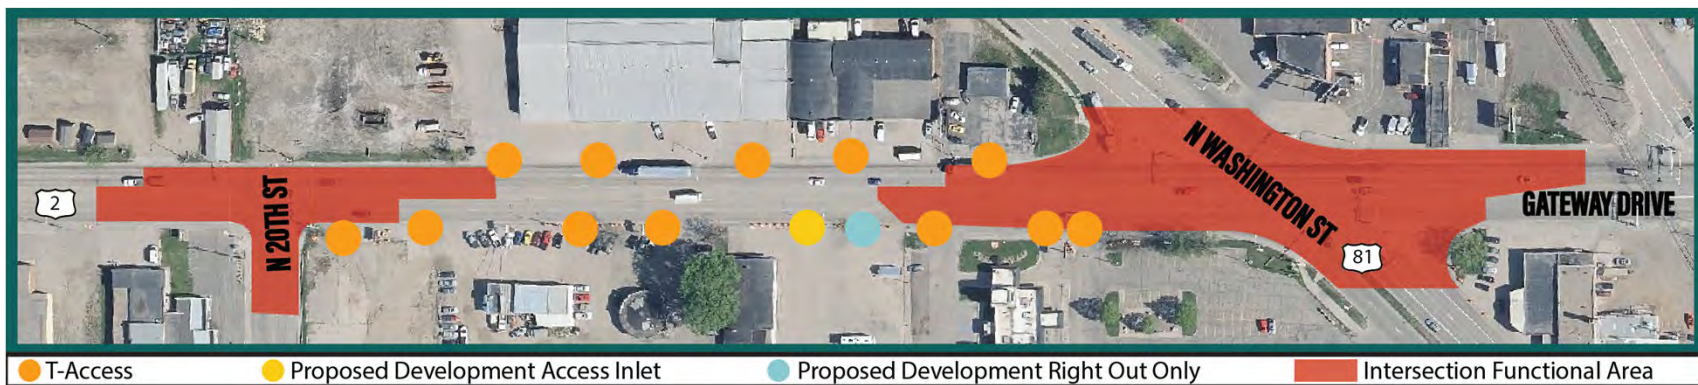 2
N 20TH ST
N WASHINGTON ST
81
GATEWAY DRIVE
T-Access
Proposed Development Access Inlet
Proposed Development Right Out Only
Intersection Functional Area